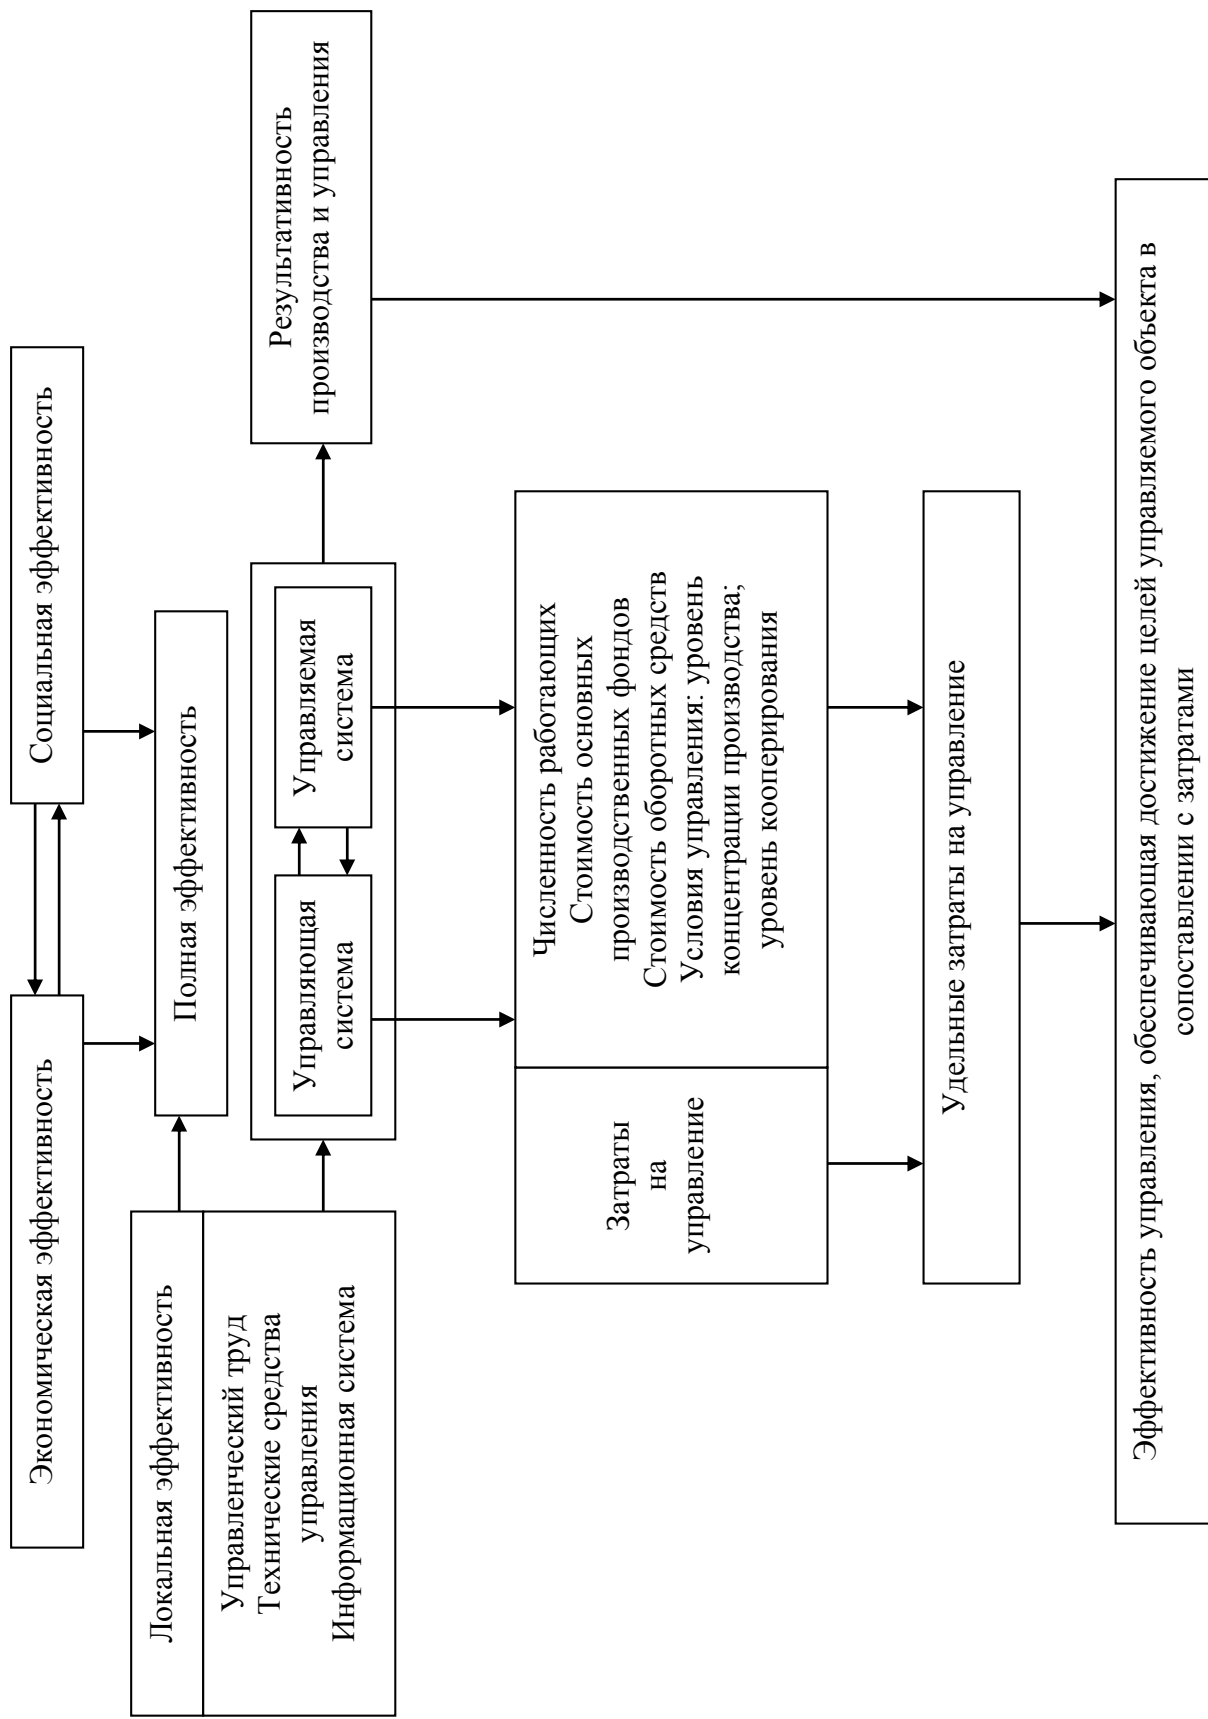 Экономическая эффективность
Социальная эффективность
Локальная эффективность
Полная эффективность
Управленческий труд
Технические средства
управления
Информационная система
Управляющая
система
Управляемая
система
Результативность
производства и управления
Затраты
на
управление
Численность работающих
Стоимость основных
производственных фондов
Стоимость оборотных средств
Условия управления: уровень
концентрации производства;
уровень кооперирования
Удельные затраты на управление
Эффективность управления, обеспечивающая достижение целей управляемого объекта в
сопоставлении с затратами